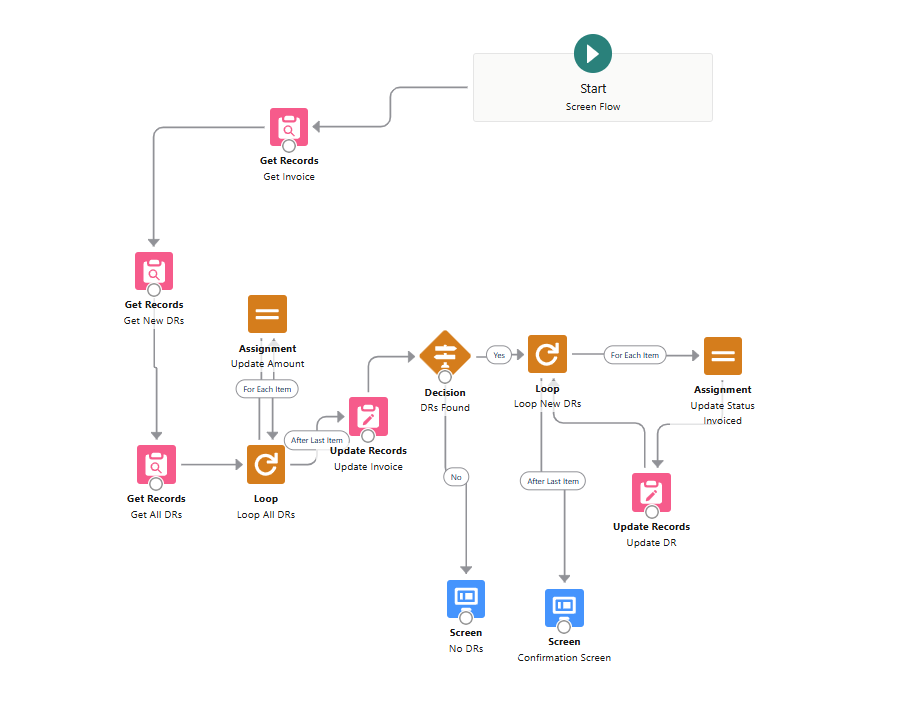 Start
Screen Flow
Get Records
Get Invoice
Get Records
Get New DRs
Assignment
Update Amount
For Each Item
Get Records
Get All DRs
Loop
Loop All DRs
After Last Item
Update Records
Update Invoice
Decision
DRs Found
Yes
No
Loop
Loop New DRs
For Each Item
Assignment
Update Status
Invoiced
After Last Item
Update Records
Update DR
Screen
No DRs
Screen
Confirmation Screen